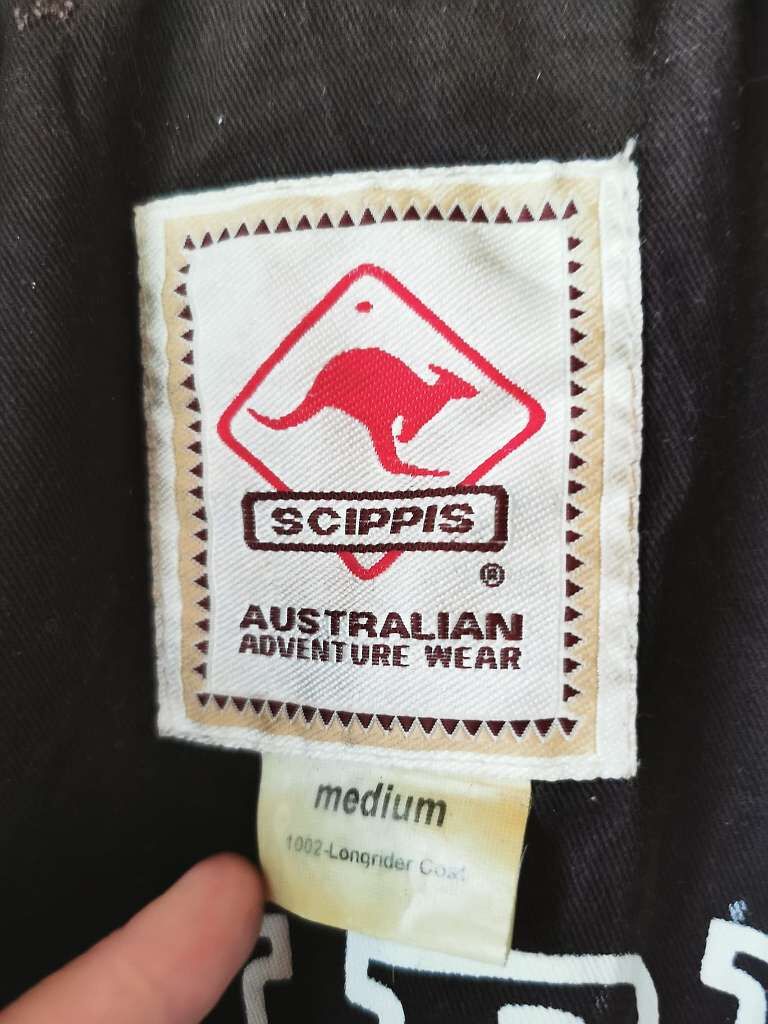 SCIPPIS
®
AUSTRALIAN
ADVENTURE WEAR
medium
1002-Longrider Coat